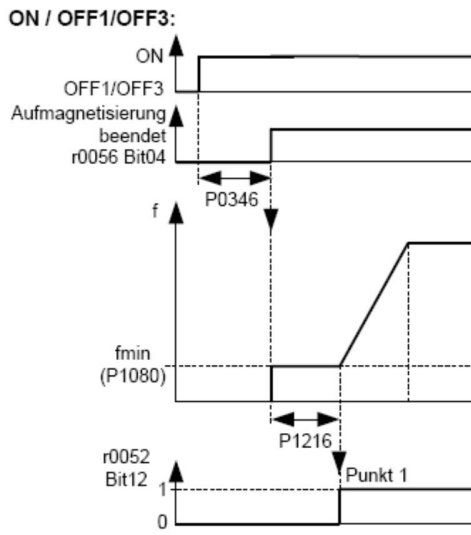 ON / OFF1/OFF3:
ON
OFF1/OFF3
Aufmagnetisierung
beendet
r0056 Bit04
P0346
f
fmin
(P1080)
P1216
r0052
Bit12
Punkt 1
1
0